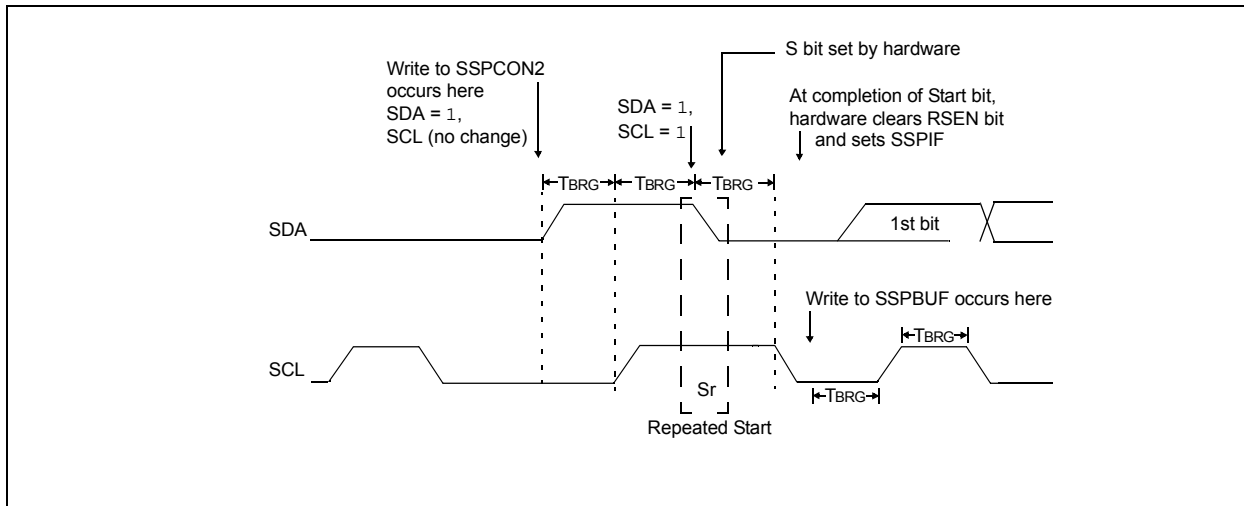 S bit set by hardware
Write to SSPCON2
occurs here
SDA = 1,
SCL (no change)
SDA = 1,
SCL = 1
At completion of Start bit,
hardware clears RSEN bit
and sets SSPIF
TBRG
TBRG
TBRG
SDA
1st bit
Write to SSPBUF occurs here
TBRG
SCL
Sr
TBRG
Repeated Start